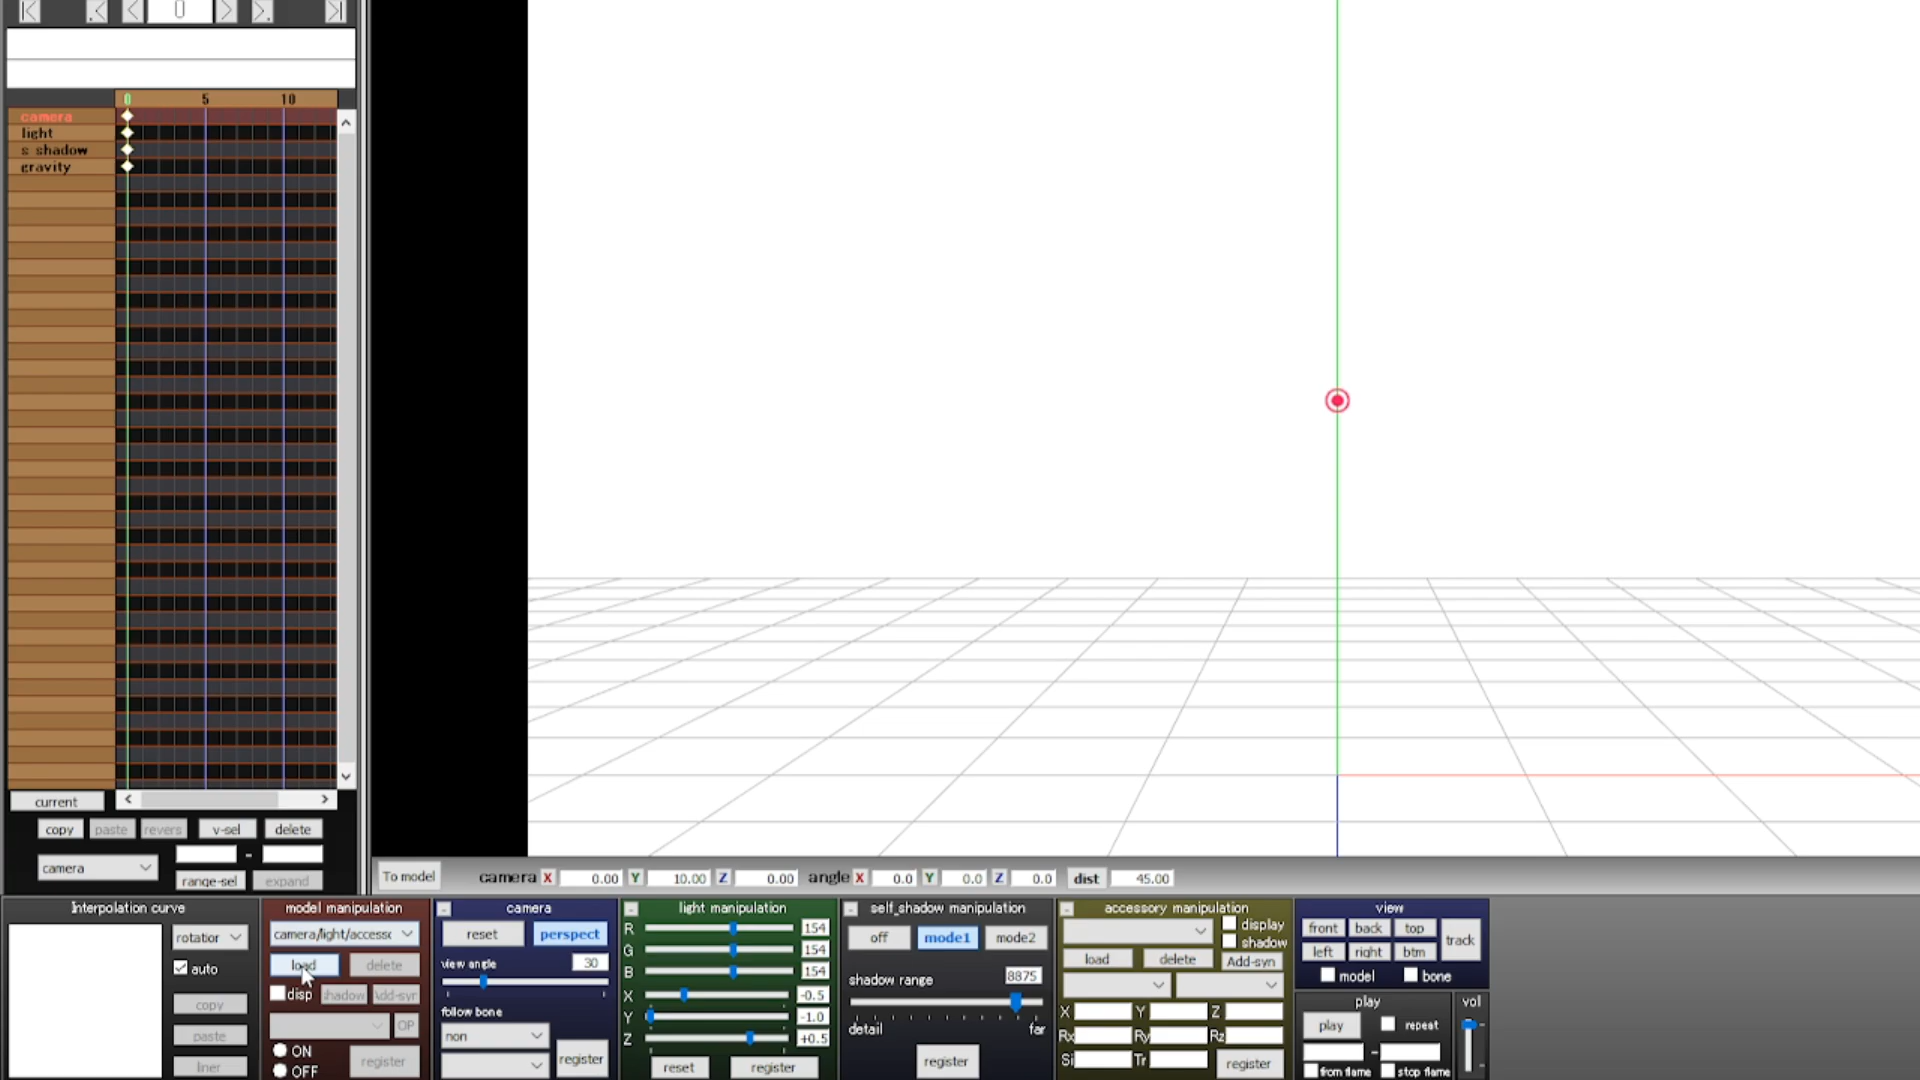 0
0 5 10
camera
light
s shadow
gravity
current
copy paste revers v-sel delete
camera -
range-sel expand
To model camera X 0.00 Y 10.00 Z 0.00 angle X 0.0 Y 0.0 Z 0.0 dist 45.00
Interpolation curve
rotation
auto
copy
paste
liner
model manipulation
camera/light/accesso
load delete
disp shadow Add-syn
OP
ON
OFF
register
- camera
reset perspect
view angle 30
follow bone
non
register
- light manipulation
R 154
G 154
B 154
X -0.5
Y -1.0
Z +0.5
reset register
- self_shadow manipulation
off mode1 mode2
shadow range 8875
detail far
register
- accessory manipulation
display
shadow
load delete Add-syn
X Y Z
Rx Ry Rz
Si Tr register
view
front back top
left right btm
track
model bone
play
play repeat
-
from flame stop flame
vol